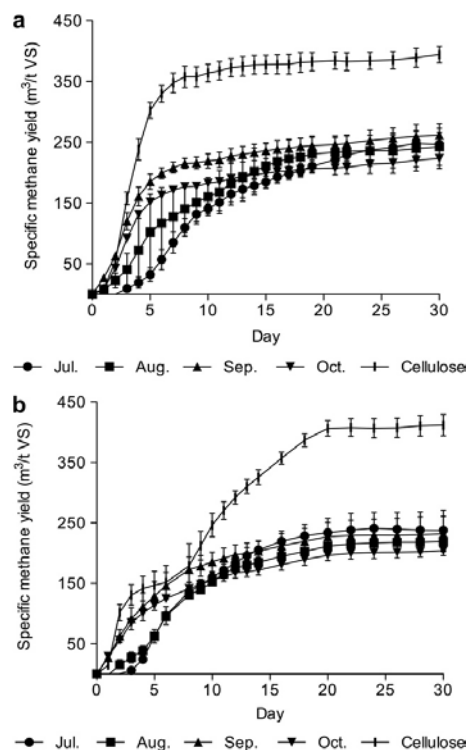 a
Specific methane yield (m³/t VS)
450
350
250
150
50
0 5 10 15 20 25 30
Day
Jul. Aug. Sep. Oct. Cellulose
b
Specific methane yield (m³/t VS)
450
350
250
150
50
0 5 10 15 20 25 30
Day
Jul. Aug. Sep. Oct. Cellulose